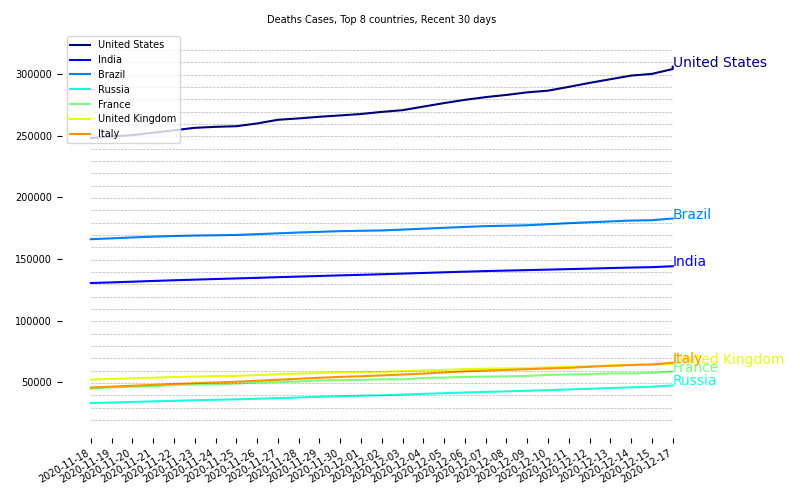 Deaths Cases, Top 8 countries, Recent 30 days
United States
India
Brazil
Russia
France
United Kingdom
Italy
300000
250000
200000
150000
100000
50000
United States
Brazil
India
Italy
United Kingdom
France
Russia
2020-11-18
2020-11-19
2020-11-20
2020-11-21
2020-11-22
2020-11-23
2020-11-24
2020-11-25
2020-11-26
2020-11-27
2020-11-28
2020-11-29
2020-11-30
2020-12-01
2020-12-02
2020-12-03
2020-12-04
2020-12-05
2020-12-06
2020-12-07
2020-12-08
2020-12-09
2020-12-10
2020-12-11
2020-12-12
2020-12-13
2020-12-14
2020-12-15
2020-12-17